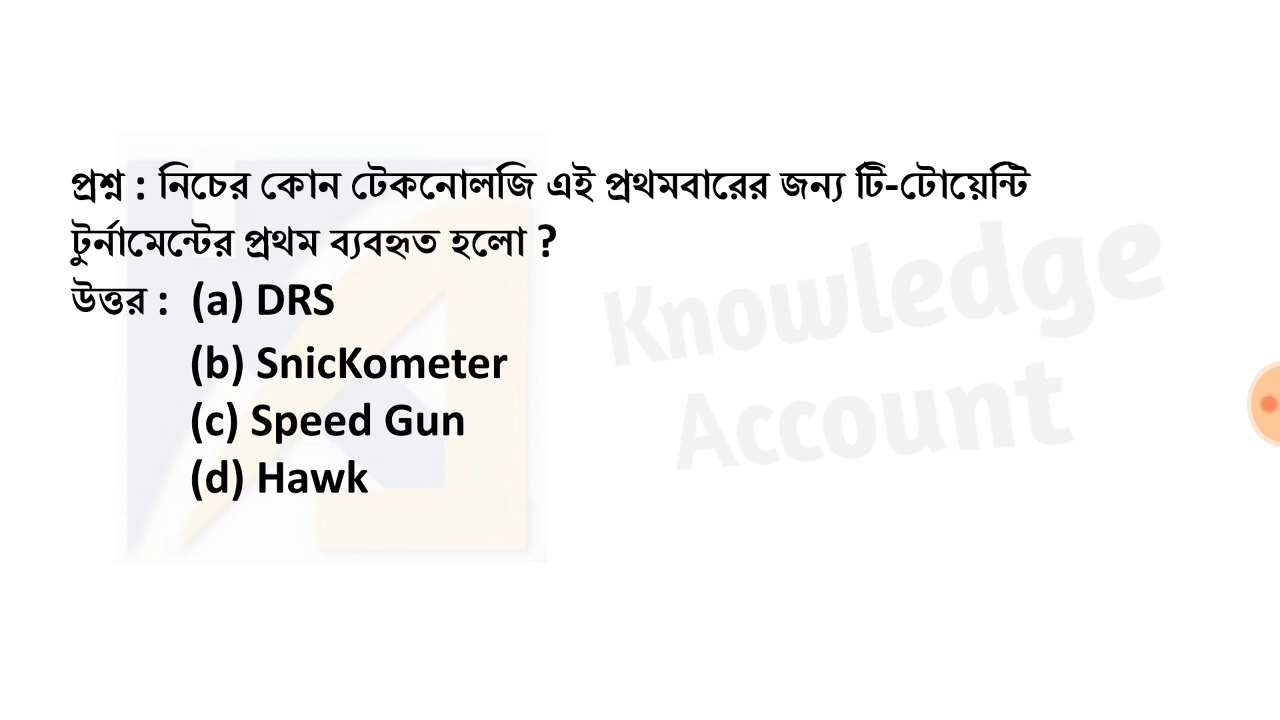 প্রশ্ন : নিচের কোন টেকনোলজি এই প্রথমবারের জন্য টি-টোয়েন্টি
টুর্নামেন্টের প্রথম ব্যবহৃত হলো ?
উত্তর : (a) DRS
(b) SnicKometer
(c) Speed Gun
(d) Hawk
Knowledge
Account